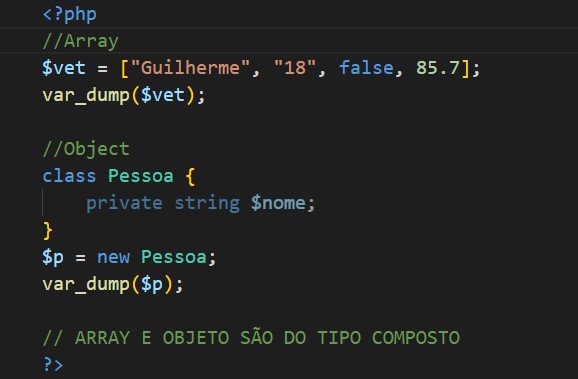 <?php
//Array
$vet = ["Guilherme", "18", false, 85.7];
var_dump($vet);
//Object
class Pessoa {
private string $nome;
}
$p = new Pessoa;
var_dump($p);
// ARRAY E OBJETO SÃO DO TIPO COMPOSTO
?>